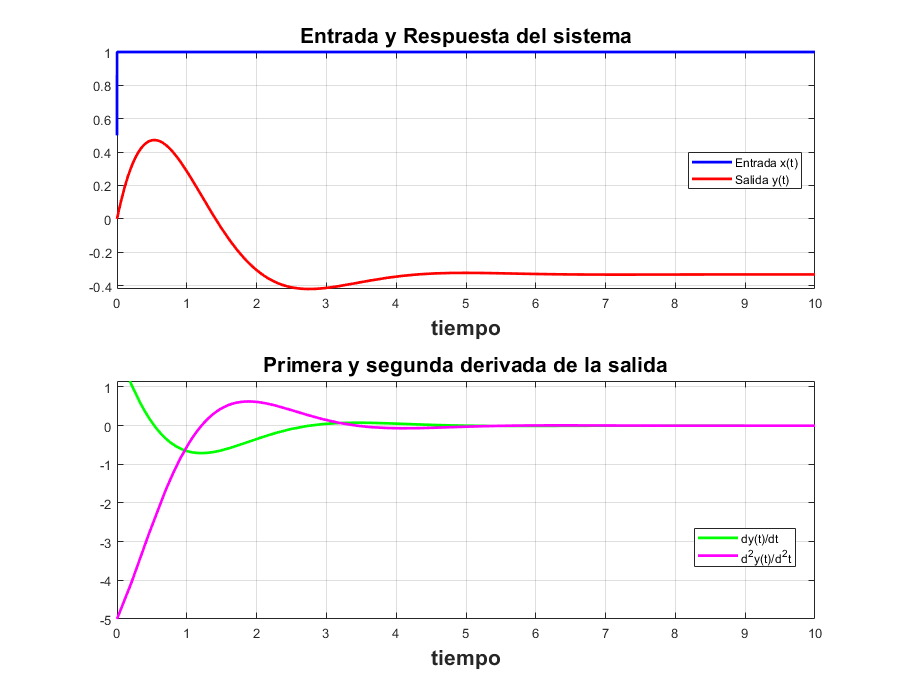 Entrada y Respuesta del sistema
1
0.8
0.6
0.4
0.2
0
-0.2
-0.4
Entrada x(t)
Salida y(t)
0 1 2 3 4 5 6 7 8 9 10
tiempo
Primera y segunda derivada de la salida
1
0
-1
-2
-3
-4
-5
dy(t)/dt
d²y(t)/d²t
0 1 2 3 4 5 6 7 8 9 10
tiempo